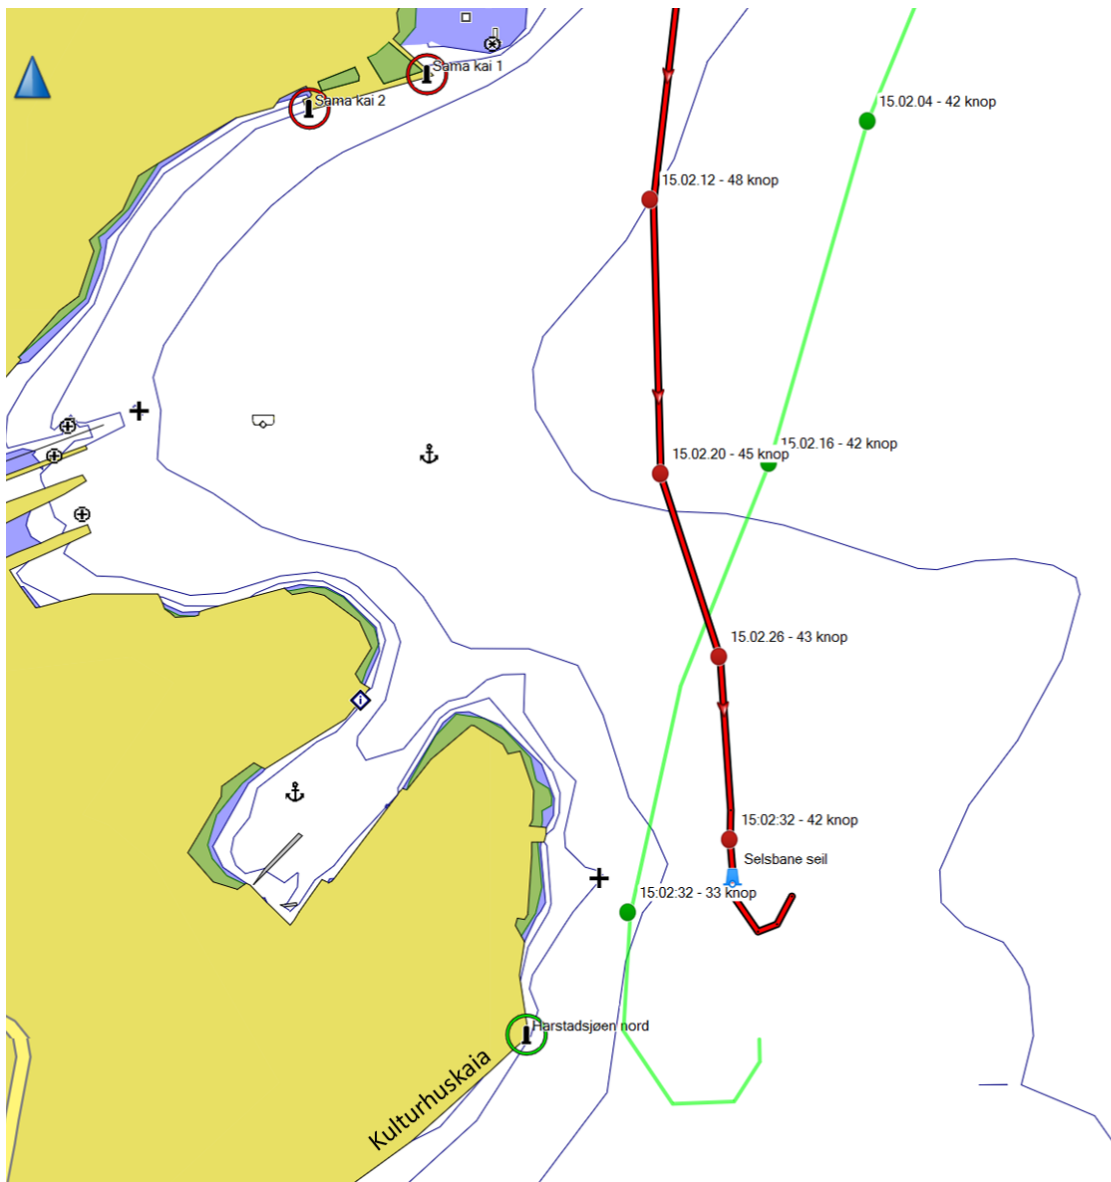 Sama kai 1
Sama kai 2
15.02.04 - 42 knop
15.02.12 - 48 knop
15.02.16 - 42 knop
15.02.20 - 45 knop
15.02.26 - 43 knop
15:02:32 - 42 knop
Selsbane seil
15:02:32 - 33 knop
Harstadsjøen nord
Kulturhuskaia